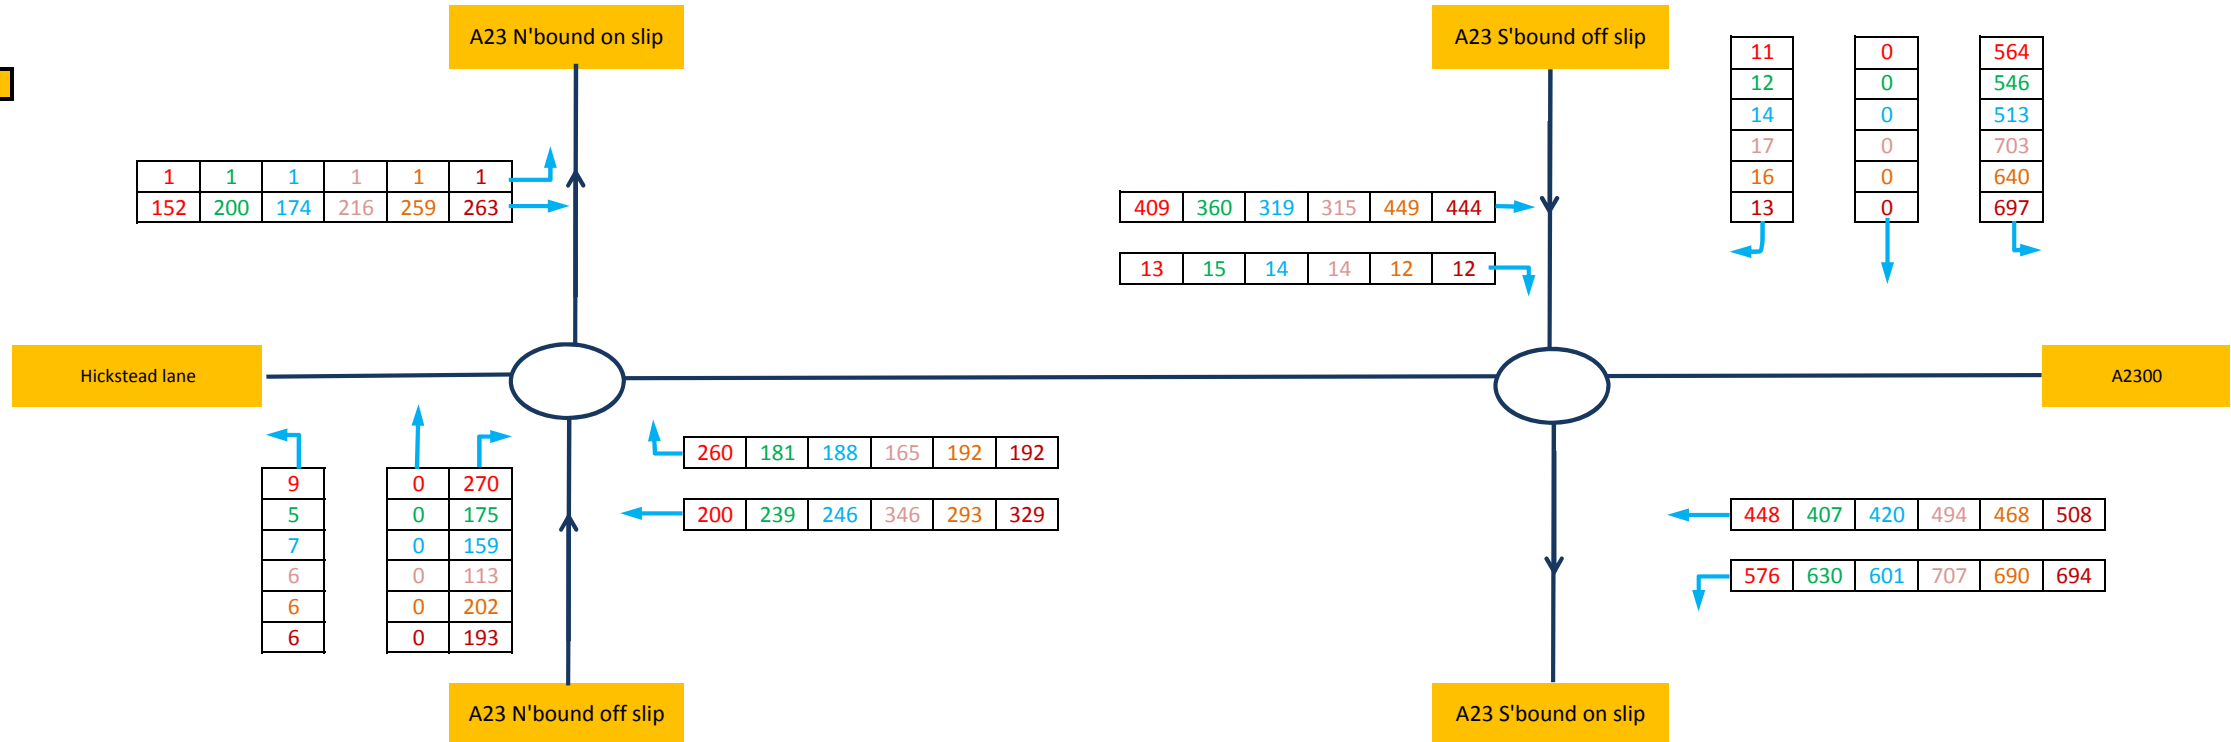 A23 N'bound on slip
A23 S'bound off slip
11 0 564
12 0 546
14 0 513
17 0 703
16 0 640
13 0 697
1 1 1 1 1 1
152 200 174 216 259 263
409 360 319 315 449 444
13 15 14 14 12 12
Hickstead lane
A2300
260 181 188 165 192 192
200 239 246 346 293 329
9 0 270
5 0 175
7 0 159
6 0 113
6 0 202
6 0 193
448 407 420 494 468 508
576 630 601 707 690 694
A23 N'bound off slip
A23 S'bound on slip